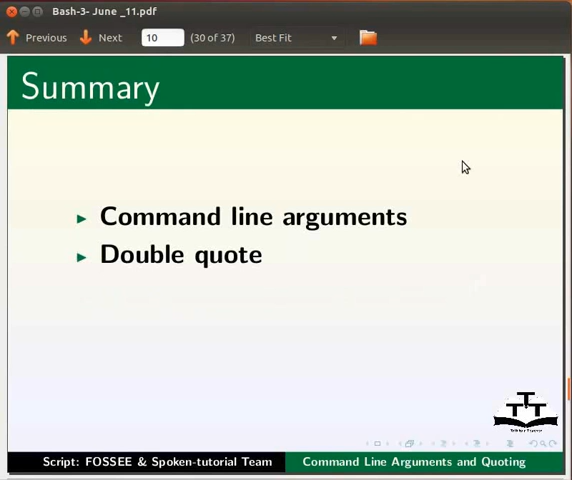 Bash-3- June _11.pdf
Previous Next 10 (30 of 37) Best Fit
Summary
Command line arguments
Double quote
Script: FOSSEE & Spoken-tutorial Team Command Line Arguments and Quoting